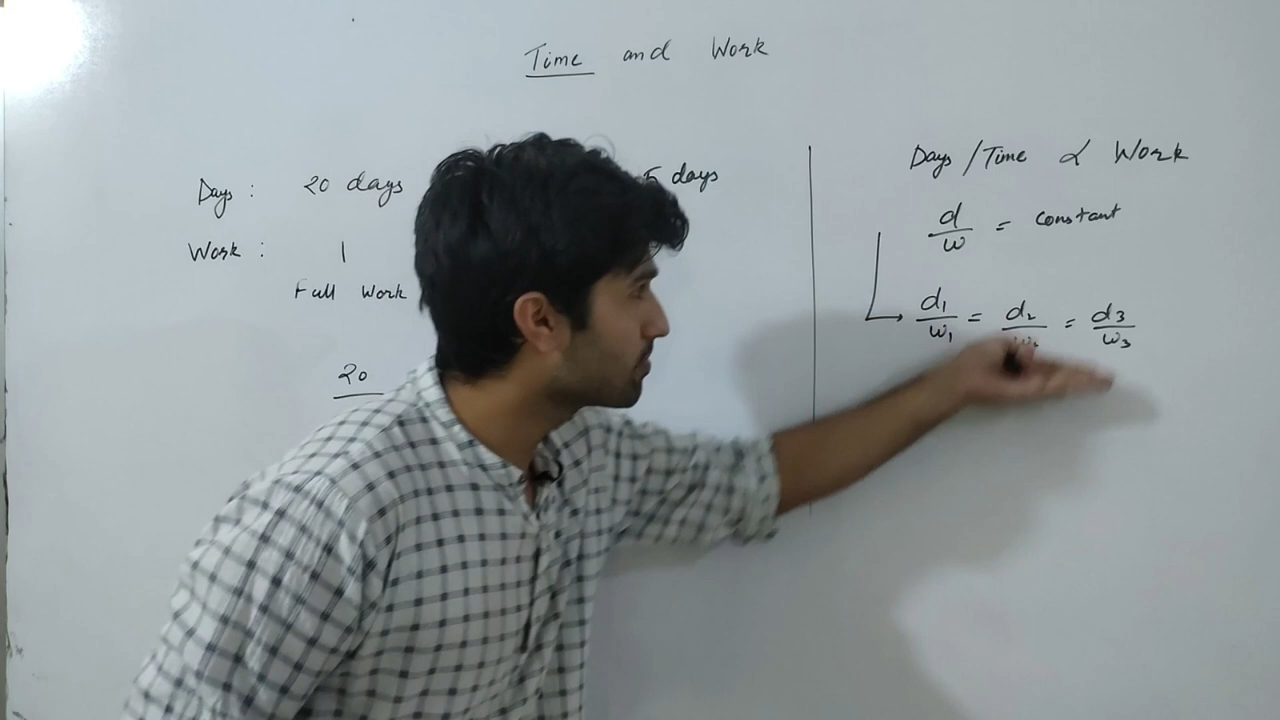 Time and Work
Days : 20 days 5 days
Work : 1
Full Work
20
Days / Time ∝ Work
d/w = constant
d₁/w₁ = d₂/w₂ = d₃/w₃